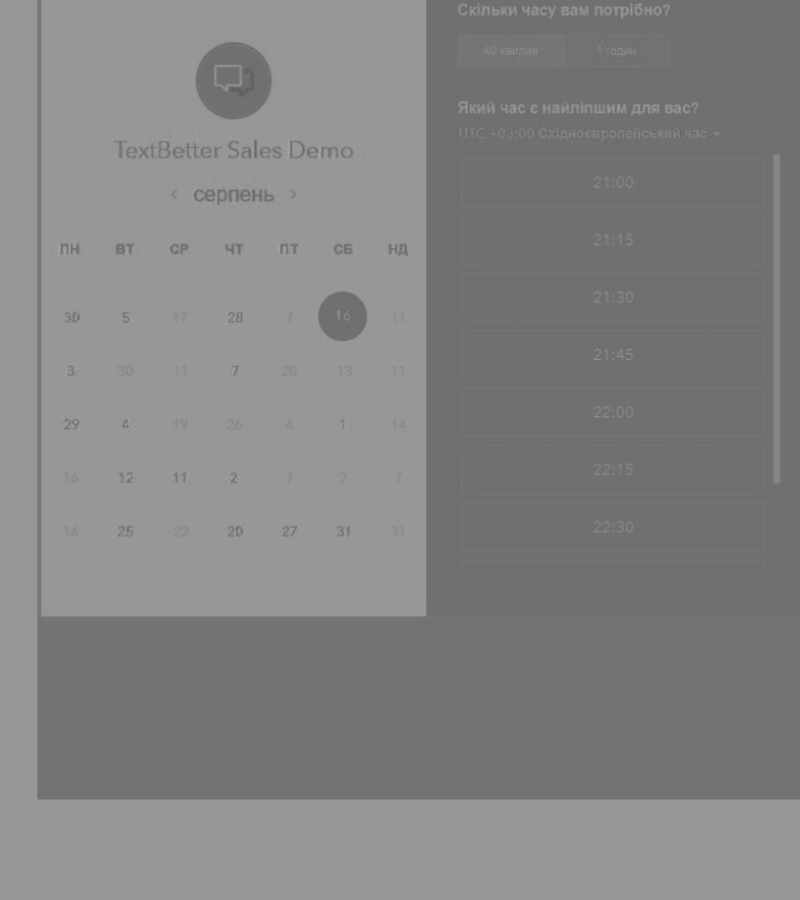 TextBetter Sales Demo
серпень
ПН ВТ СР ЧТ ПТ СБ НД
30 5 17 28 7 16 11
3 30 11 7 20 13 11
29 4 19 26 4 1 14
16 12 11 2 7 2 7
16 25 22 20 27 31 31
Скільки часу вам потрібно?
40 хвилин 1 годин
Який час є найліпшим для вас?
UTC +03:00 Східноєвропейський час
21:00
21:15
21:30
21:45
22:00
22:15
22:30